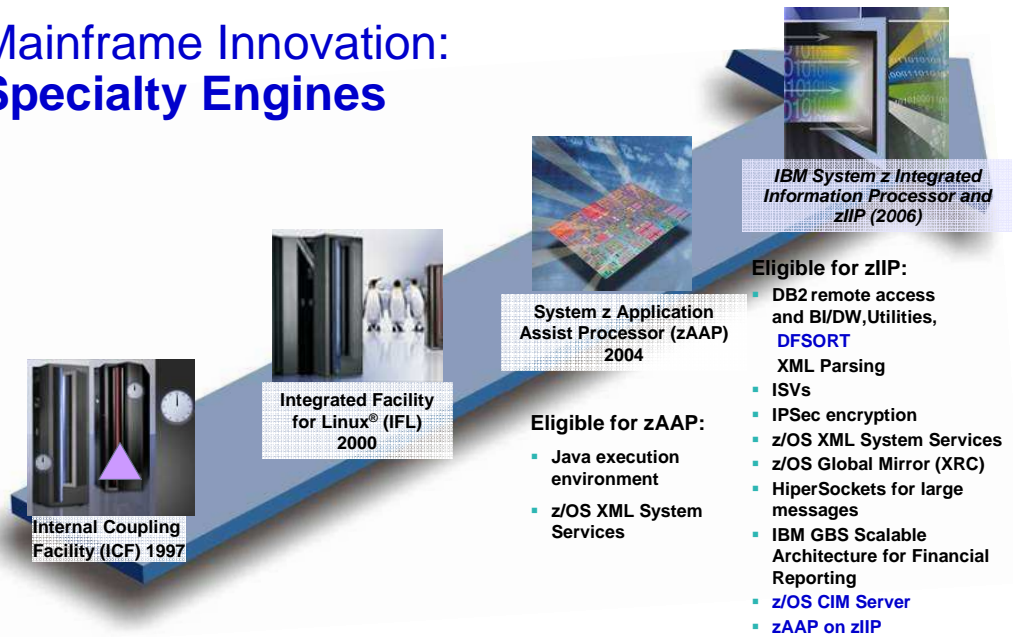 Mainframe Innovation:
Specialty Engines
IBM System z Integrated
Information Processor and
zIIP (2006)
Eligible for zIIP:
DB2 remote access
and BI/DW,Utilities,
DFSORT
XML Parsing
ISVs
IPSec encryption
z/OS XML System Services
z/OS Global Mirror (XRC)
HiperSockets for large
messages
IBM GBS Scalable
Architecture for Financial
Reporting
z/OS CIM Server
zAAP on zIIP
System z Application
Assist Processor (zAAP)
2004
Eligible for zAAP:
Java execution
environment
z/OS XML System
Services
Integrated Facility
for Linux® (IFL)
2000
Internal Coupling
Facility (ICF) 1997